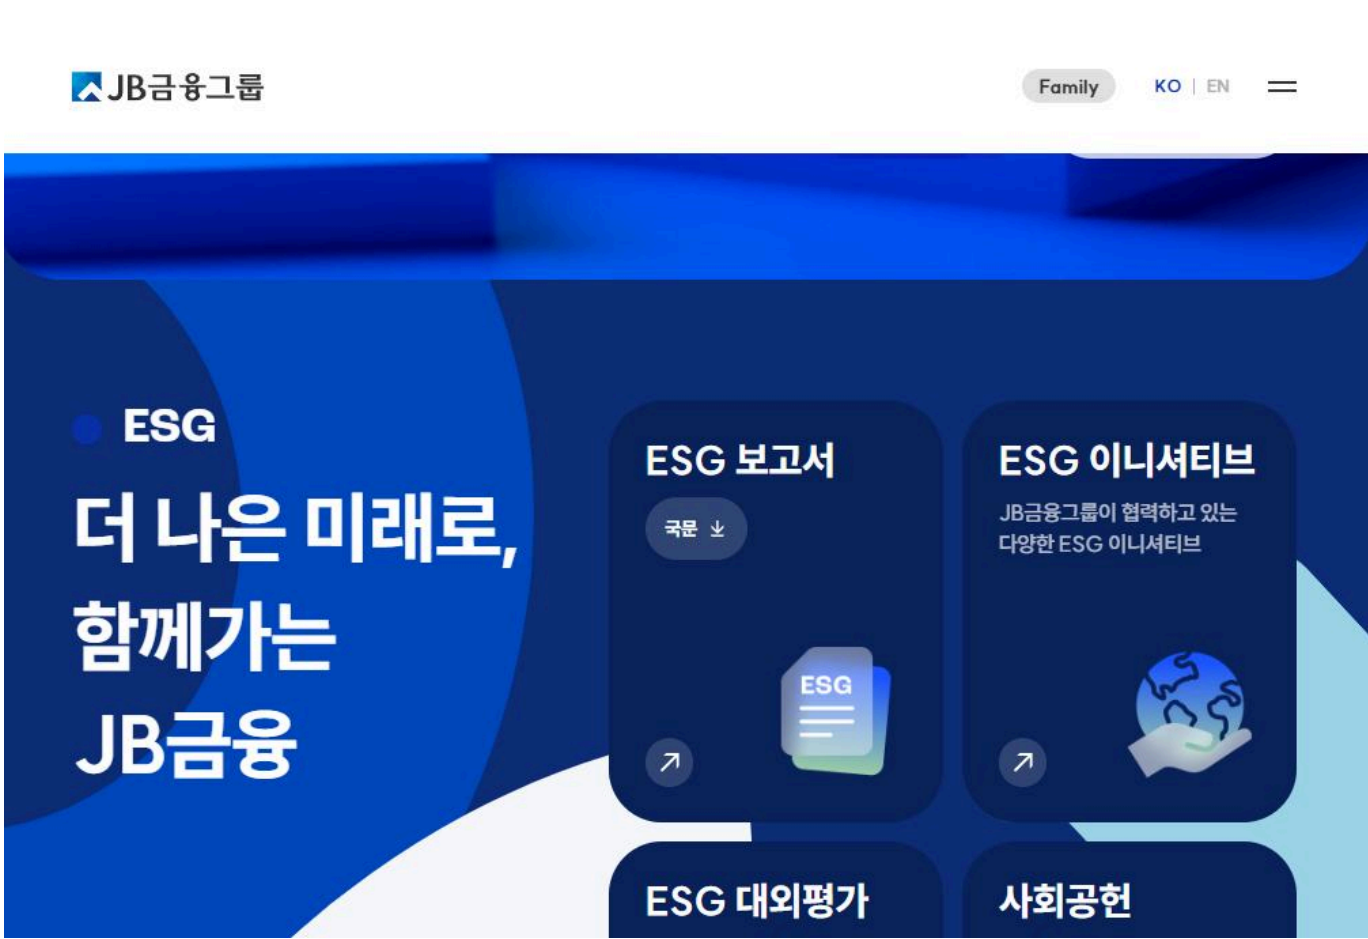 JB금융그룹
Family
KO | EN
ESG
더 나은 미래로,
함께가는
JB금융
ESG 보고서
국문
ESG
ESG 이니셔티브
JB금융그룹이 협력하고 있는
다양한 ESG 이니셔티브
ESG 대외평가
사회공헌